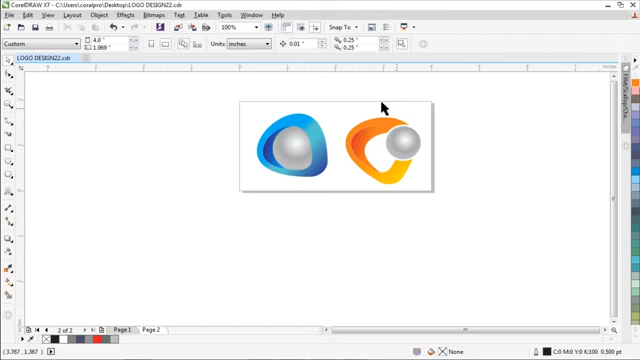 CorelDRAW X7 - C:\Users\coralpro\Desktop\LOGO DESIGN22.cdr
File Edit View Layout Object Effects Bitmaps Text Table Tools Window Help
100% Snap To
Custom 4.0 " 1.969 " Units: inches 0.01 " 0.25 " 0.25 "
LOGO DESIGN22.cdr
inches
Fillet/Scallop/Cha...
2 of 2 Page 1 Page 2
(3.767, 1.367) None C:0 M:0 Y:0 K:100 0.500 pt